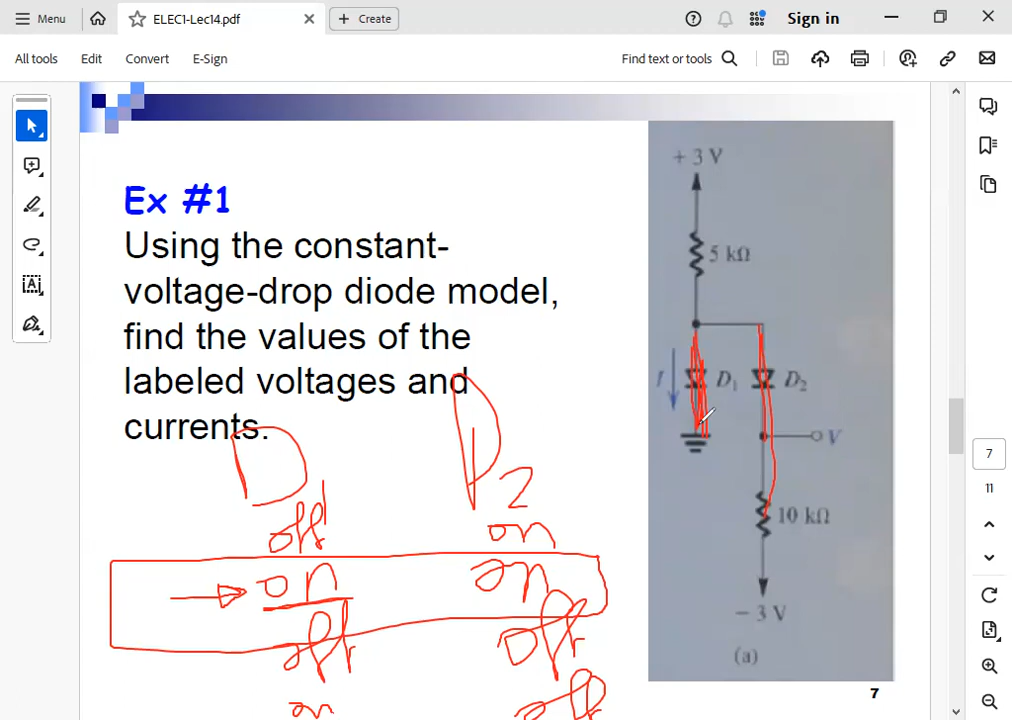 Menu
ELEC1-Lec14.pdf
Create
Sign in
All tools
Edit
Convert
E-Sign
Find text or tools
Ex #1
Using the constant-
voltage-drop diode model,
find the values of the
labeled voltages and
currents.
+ 3 V
5 kΩ
I
D1
D2
V
10 kΩ
− 3 V
(a)
7
D
D2
off
on
on
on
off
off
on
off
7
11